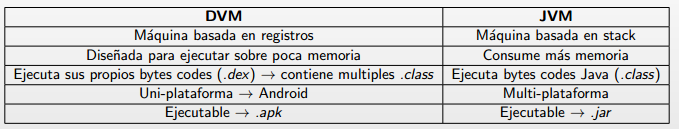 DVM JVM
Máquina basada en registros Máquina basada en stack
Diseñada para ejecutar sobre poca memoria Consume más memoria
Ejecuta sus propios bytes codes (.dex) → contiene multiples .class Ejecuta bytes codes Java (.class)
Uni-plataforma → Android Multi-plataforma
Ejecutable → .apk Ejecutable → .jar